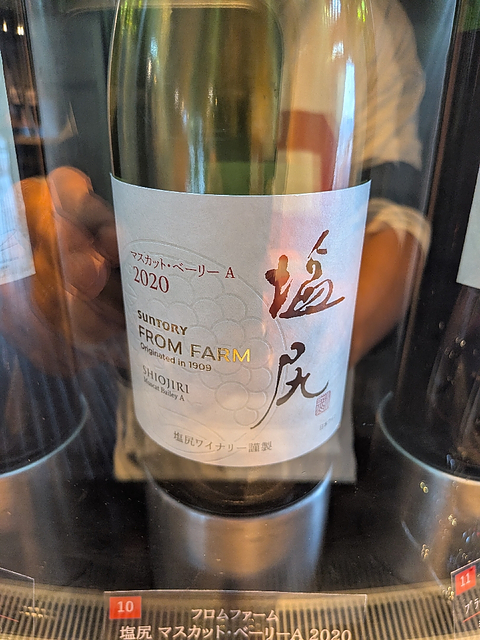 マスカット・ベーリー A
2020
塩尻
SUNTORY
FROM FARM
Originated in 1909
SHIOJIRI
Muscat Bailey A
塩尻ワイナリー謹製
10
フロムファーム
塩尻 マスカット・ベーリーA 2020
11